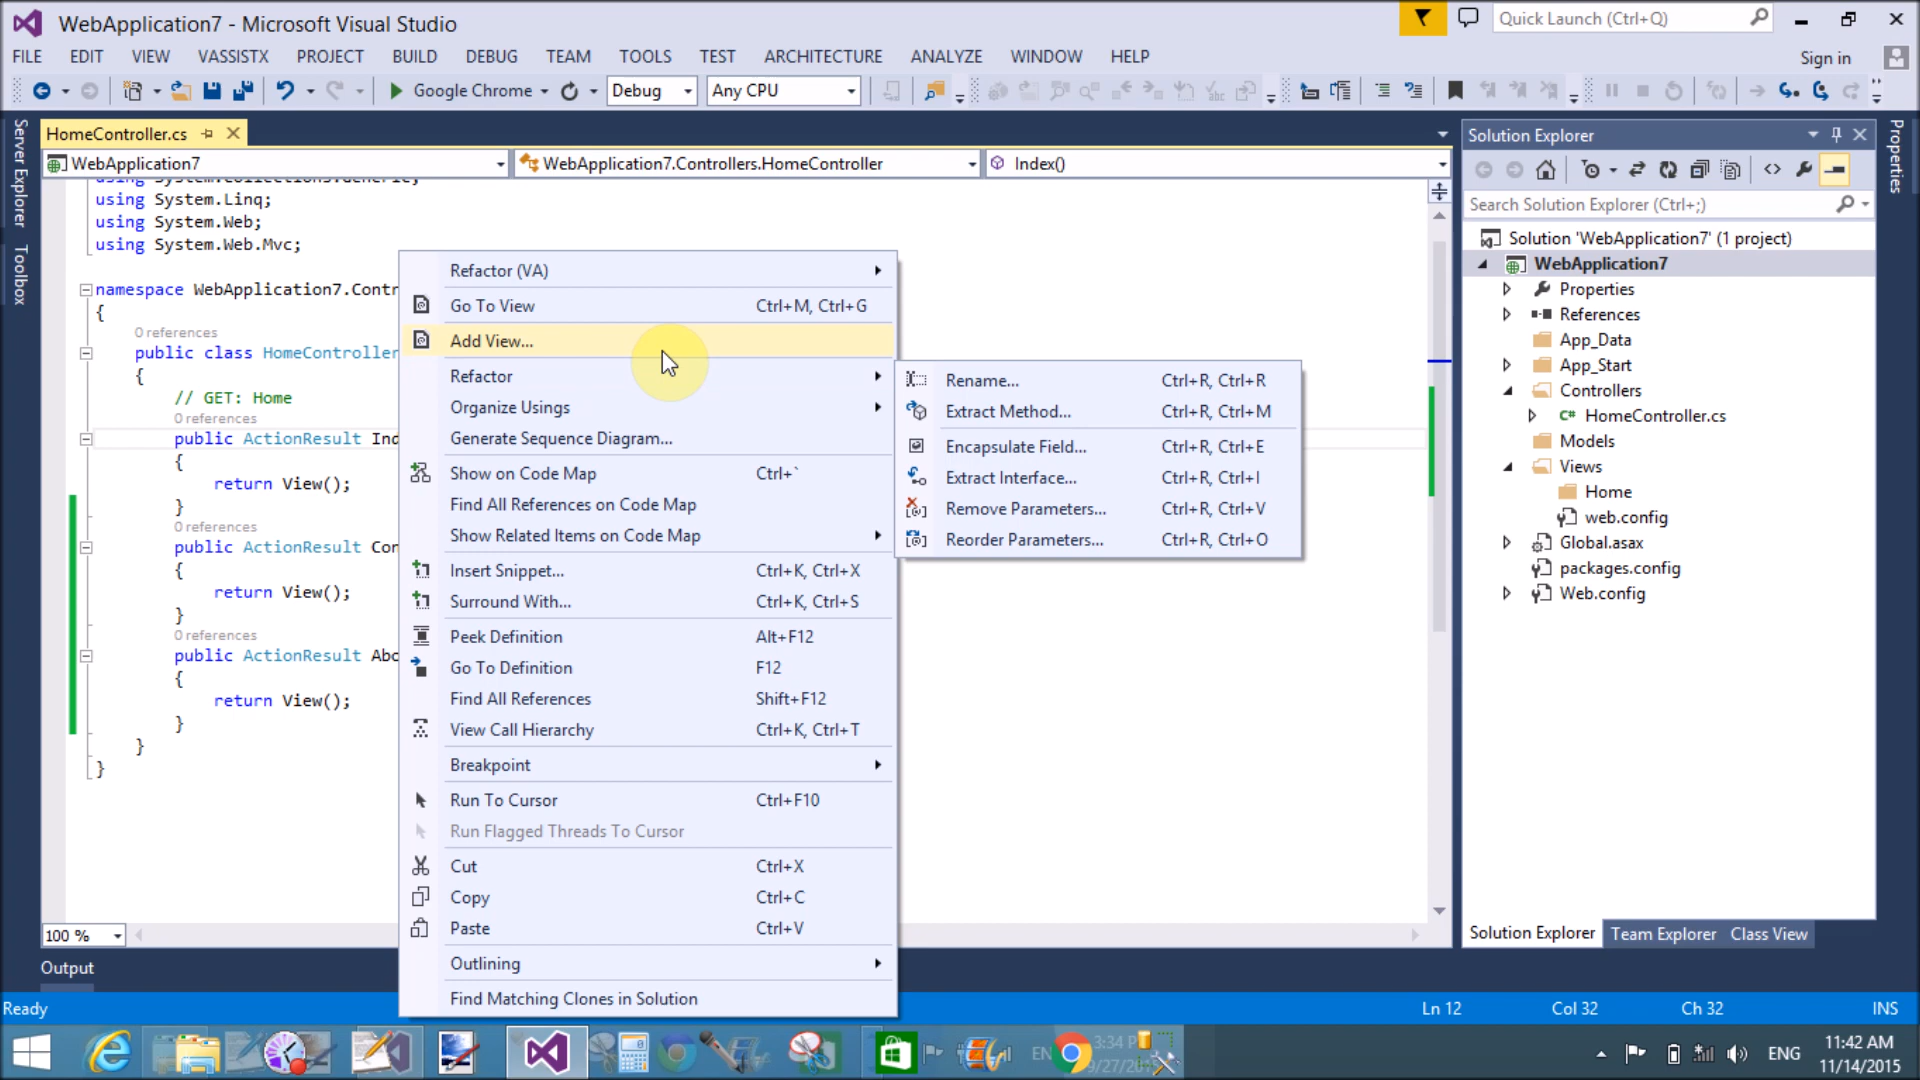 WebApplication7 - Microsoft Visual Studio
Quick Launch (Ctrl+Q)
FILE EDIT VIEW VASSISTX PROJECT BUILD DEBUG TEAM TOOLS TEST ARCHITECTURE ANALYZE WINDOW HELP
Sign in
Google Chrome Debug Any CPU
Server Explorer
Toolbox
HomeController.cs
WebApplication7 WebApplication7.Controllers.HomeController Index()
using System.Collections.Generic;
using System.Linq;
using System.Web;
using System.Web.Mvc;
namespace WebApplication7.Contr
{
0 references
public class HomeController
{
// GET: Home
0 references
public ActionResult Ind
{
return View();
}
0 references
public ActionResult Con
{
return View();
}
0 references
public ActionResult Abo
{
return View();
}
}
}
Refactor (VA)
Go To View Ctrl+M, Ctrl+G
Add View...
Refactor
Organize Usings
Generate Sequence Diagram...
Show on Code Map Ctrl+`
Find All References on Code Map
Show Related Items on Code Map
Insert Snippet... Ctrl+K, Ctrl+X
Surround With... Ctrl+K, Ctrl+S
Peek Definition Alt+F12
Go To Definition F12
Find All References Shift+F12
View Call Hierarchy Ctrl+K, Ctrl+T
Breakpoint
Run To Cursor Ctrl+F10
Run Flagged Threads To Cursor
Cut Ctrl+X
Copy Ctrl+C
Paste Ctrl+V
Outlining
Find Matching Clones in Solution
Rename... Ctrl+R, Ctrl+R
Extract Method... Ctrl+R, Ctrl+M
Encapsulate Field... Ctrl+R, Ctrl+E
Extract Interface... Ctrl+R, Ctrl+I
Remove Parameters... Ctrl+R, Ctrl+V
Reorder Parameters... Ctrl+R, Ctrl+O
Solution Explorer
Search Solution Explorer (Ctrl+;)
Solution 'WebApplication7' (1 project)
WebApplication7
Properties
References
App_Data
App_Start
Controllers
C# HomeController.cs
Models
Views
Home
web.config
Global.asax
packages.config
Web.config
Solution Explorer Team Explorer Class View
Properties
100 %
Output
Ready
Ln 12 Col 32 Ch 32 INS
EN
3:34 P
ENG
11:42 AM
11/14/2015